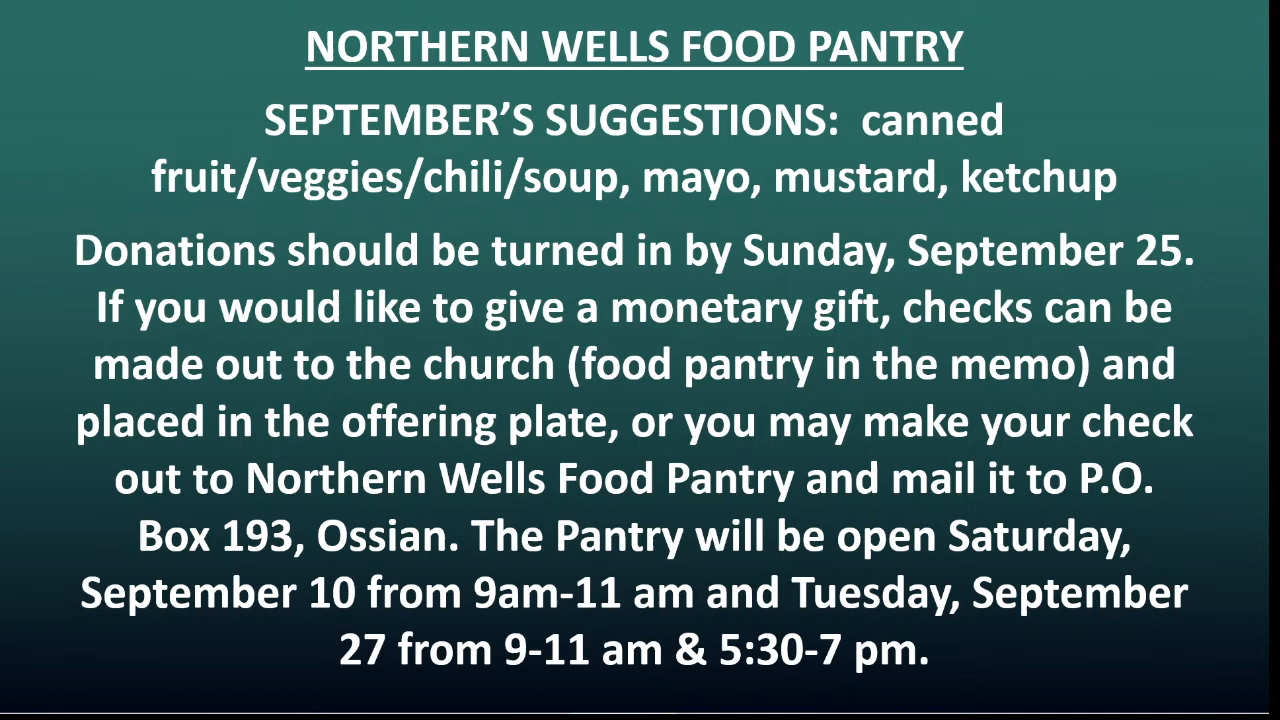 NORTHERN WELLS FOOD PANTRY
SEPTEMBER’S SUGGESTIONS:  canned
fruit/veggies/chili/soup, mayo, mustard, ketchup
Donations should be turned in by Sunday, September 25.
If you would like to give a monetary gift, checks can be
made out to the church (food pantry in the memo) and
placed in the offering plate, or you may make your check
out to Northern Wells Food Pantry and mail it to P.O.
Box 193, Ossian. The Pantry will be open Saturday,
September 10 from 9am-11 am and Tuesday, September
27 from 9-11 am & 5:30-7 pm.